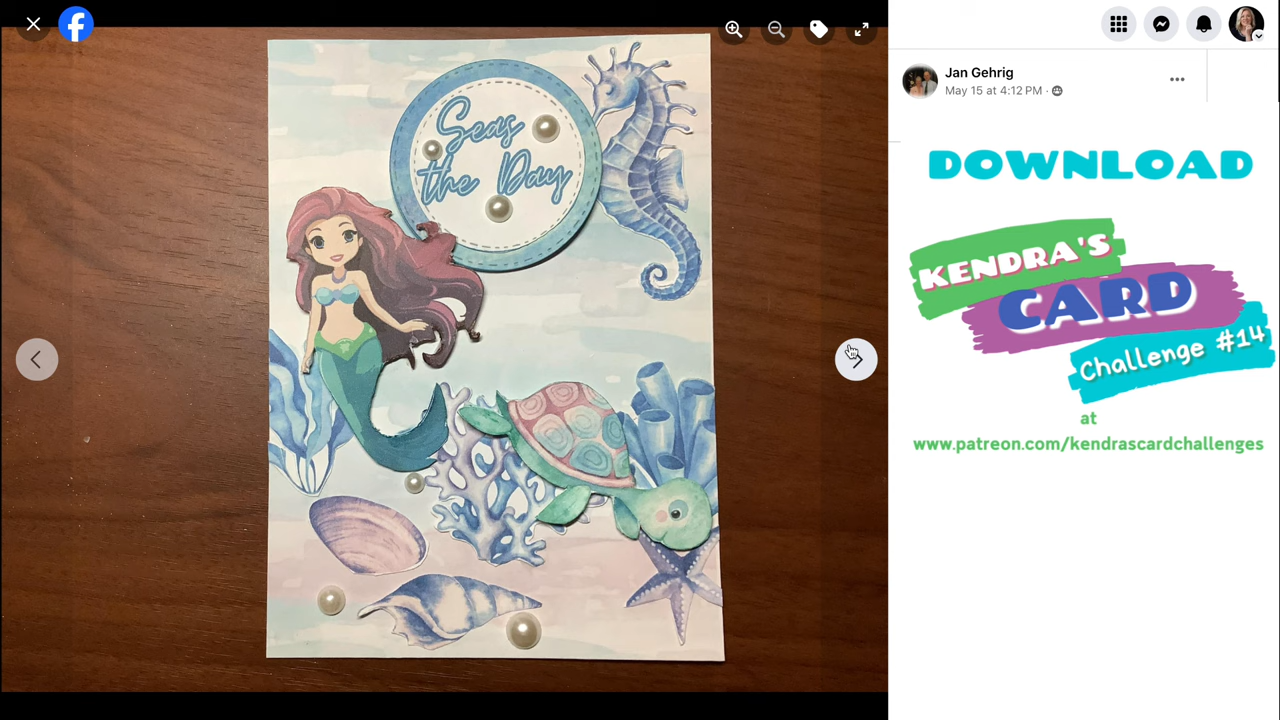 Seas
the Day
Jan Gehrig
May 15 at 4:12 PM ·
DOWNLOAD
KENDRA'S
CARD
Challenge #14
at
www.patreon.com/kendrascardchallenges